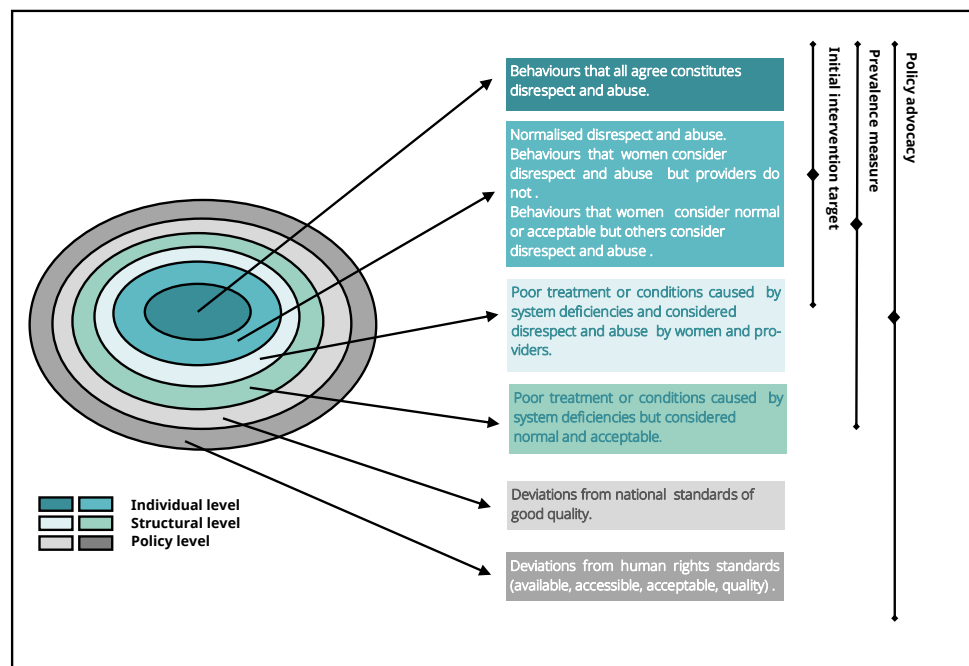 Behaviours that all agree constitutes
disrespect and abuse.
Normalised disrespect and abuse.
Behaviours that women consider
disrespect and abuse but providers do
not .
Behaviours that women consider normal
or acceptable but others consider
disrespect and abuse .
Poor treatment or conditions caused by
system deficiencies and considered
disrespect and abuse by women and pro-
viders.
Poor treatment or conditions caused by
system deficiencies but considered
normal and acceptable.
Deviations from national standards of
good quality.
Deviations from human rights standards
(available, accessible, acceptable, quality) .
Initial intervention target
Prevalence measure
Policy advocacy
Individual level
Structural level
Policy level